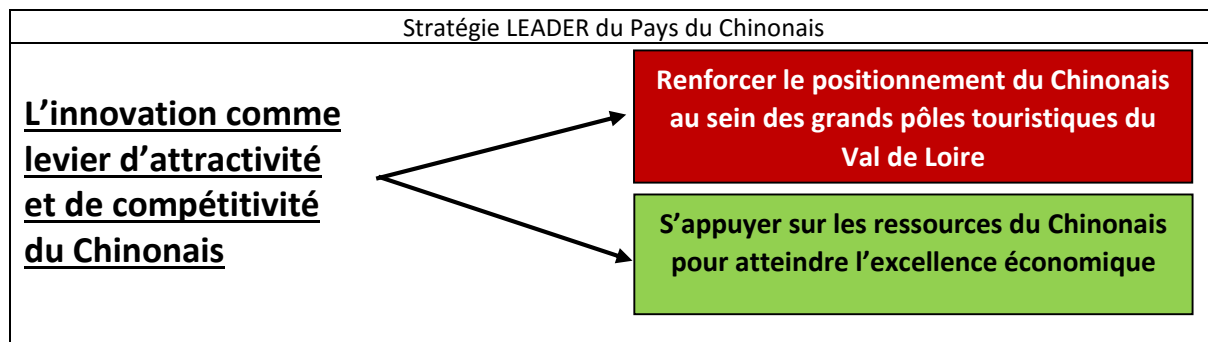 Stratégie LEADER du Pays du Chinonais
L’innovation comme
levier d’attractivité
et de compétitivité
du Chinonais
Renforcer le positionnement du Chinonais
au sein des grands pôles touristiques du
Val de Loire
S’appuyer sur les ressources du Chinonais
pour atteindre l’excellence économique